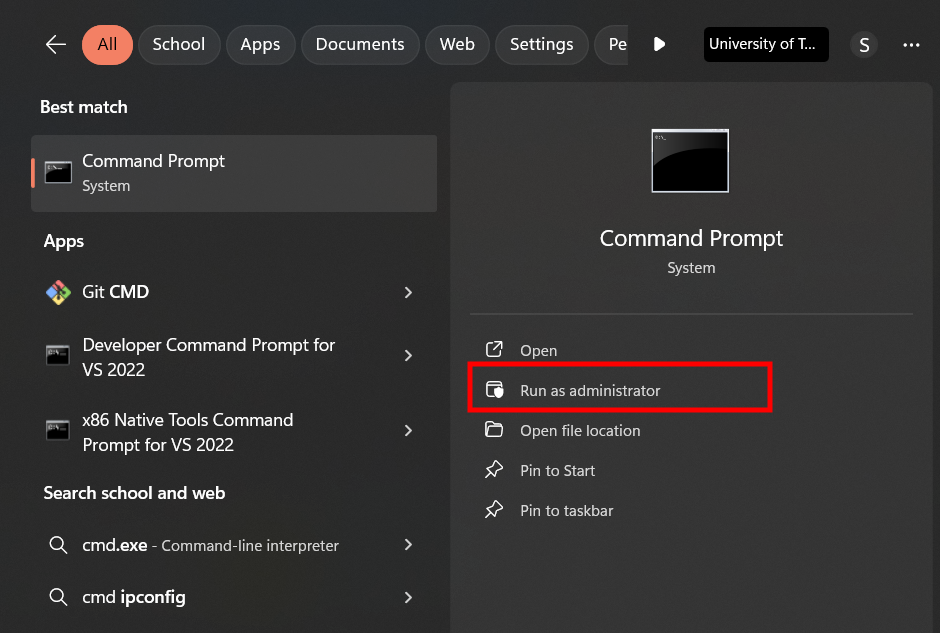 All
School
Apps
Documents
Web
Settings
Pe
University of T...
S
Best match
Command Prompt
System
Apps
Git CMD
Developer Command Prompt for
VS 2022
x86 Native Tools Command
Prompt for VS 2022
Search school and web
cmd.exe - Command-line interpreter
cmd ipconfig
Command Prompt
System
Open
Run as administrator
Open file location
Pin to Start
Pin to taskbar